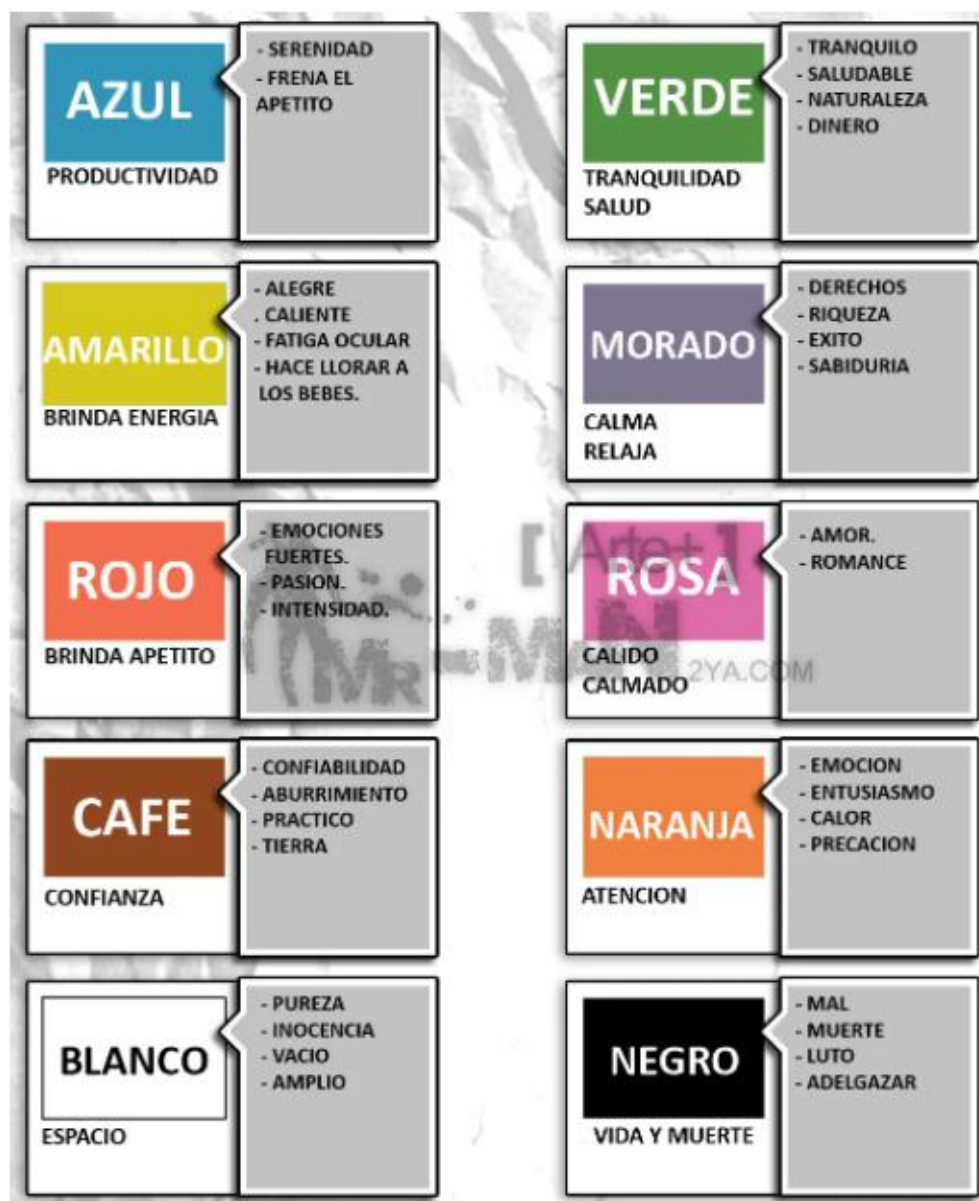 AZUL
PRODUCTIVIDAD
- SERENIDAD
- FRENA EL
APETITO
VERDE
TRANQUILIDAD
SALUD
- TRANQUILO
- SALUDABLE
- NATURALEZA
- DINERO
AMARILLO
BRINDA ENERGIA
- ALEGRE
. CALIENTE
- FATIGA OCULAR
- HACE LLORAR A
LOS BEBES.
MORADO
CALMA
RELAJA
- DERECHOS
- RIQUEZA
- EXITO
- SABIDURIA
ROJO
BRINDA APETITO
- EMOCIONES
FUERTES.
- PASION.
- INTENSIDAD.
ROSA
CALIDO
CALMADO
- AMOR.
- ROMANCE
[ Arte+ ]
MR-MAN
2YA.COM
CAFE
CONFIANZA
- CONFIABILIDAD
- ABURRIMIENTO
- PRACTICO
- TIERRA
NARANJA
ATENCION
- EMOCION
- ENTUSIASMO
- CALOR
- PRECACION
BLANCO
ESPACIO
- PUREZA
- INOCENCIA
- VACIO
- AMPLIO
NEGRO
VIDA Y MUERTE
- MAL
- MUERTE
- LUTO
- ADELGAZAR